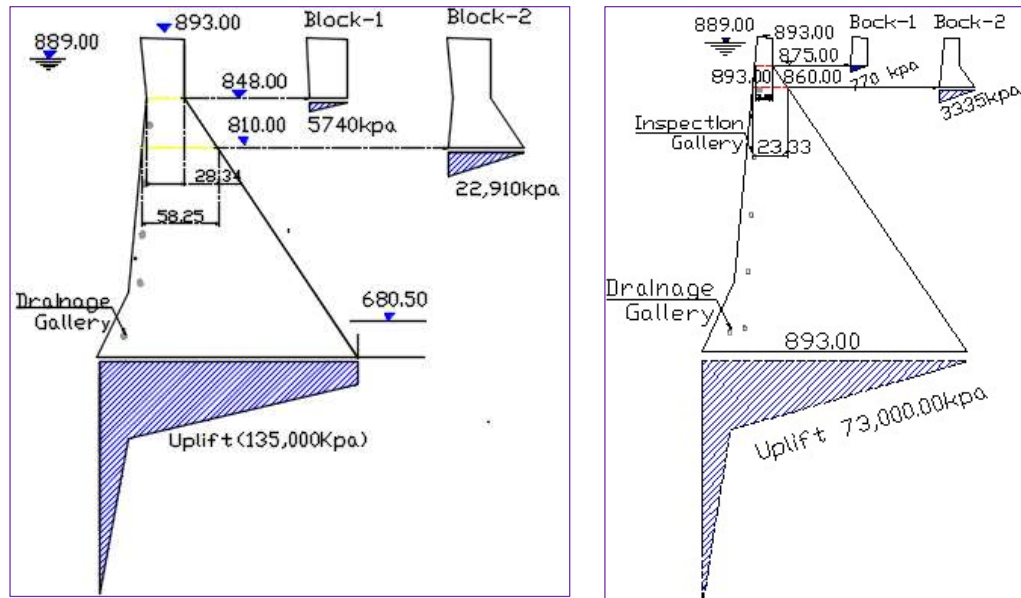 893.00
Block-1
Block-2
889.00
848.00
5740kpa
810.00
28.34
22,910kpa
58.25
680.50
Drainage
Gallery
Uplift(135,000Kpa)
889.00
893.00
Bock-1
Bock-2
875.00
893.00
860.00
770 kpa
3335kpa
Inspection
Gallery
23.33
Drainage
Gallery
893.00
Uplift 73,000.00kpa